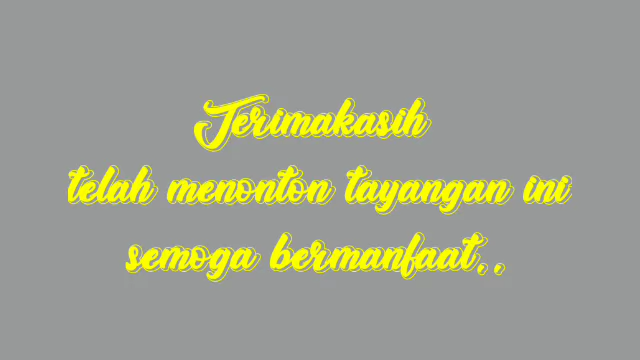 Terimakasih
telah menonton tayangan ini
semoga bermanfaat,,